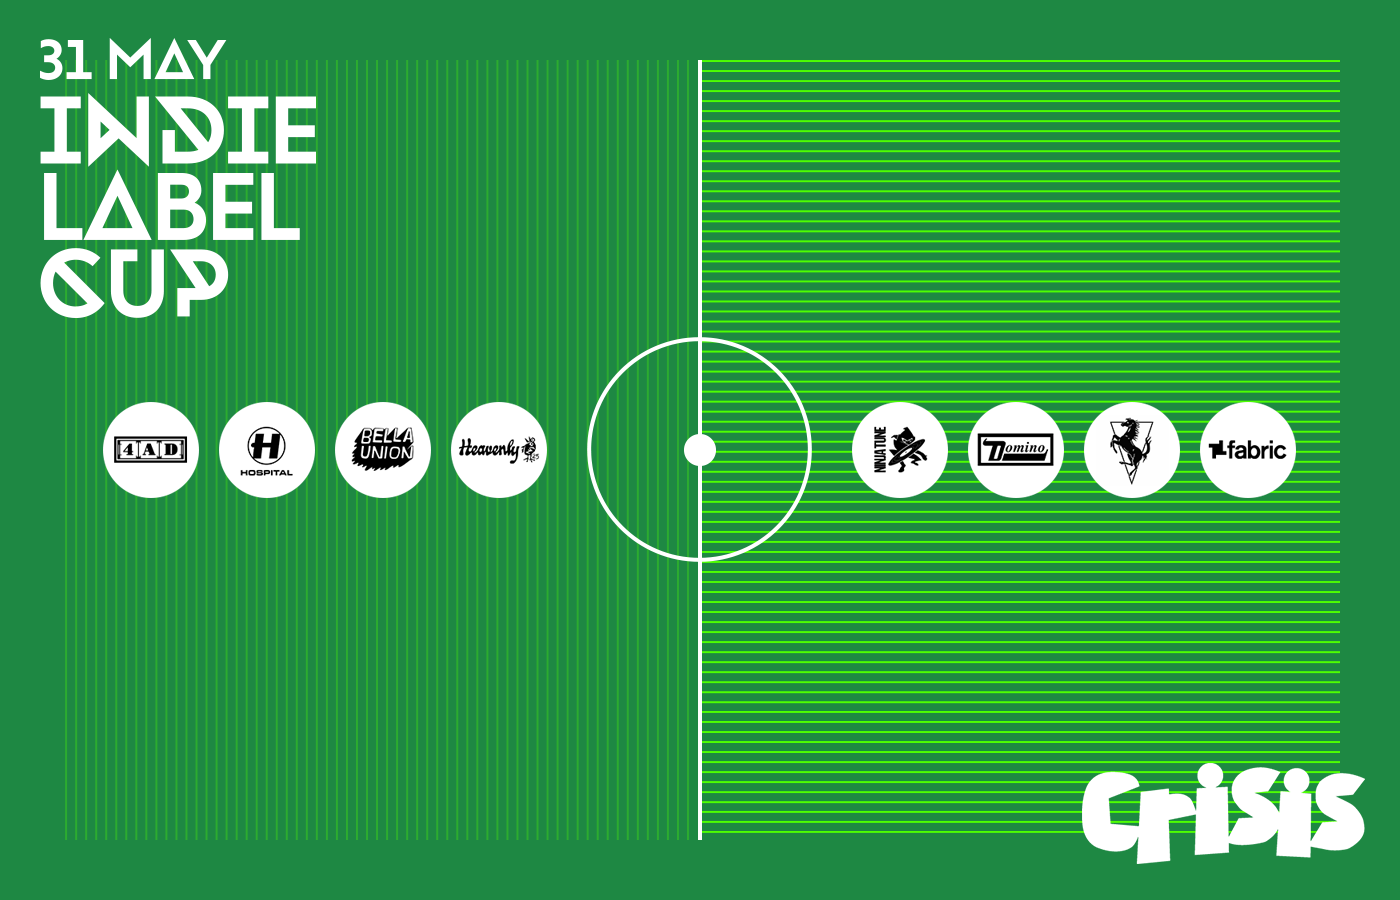 31 MAY
INDIE
LABEL
CUP
4AD
H
HOSPITAL
BELLA
UNION
Heavenly
NINJA TUNE
Domino
fabric
Crisis